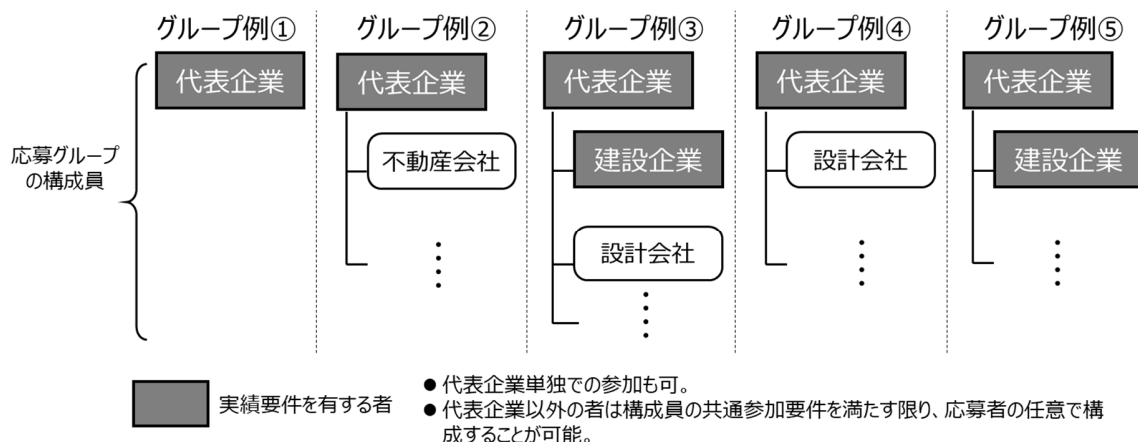 グループ例①
グループ例②
グループ例③
グループ例④
グループ例⑤
代表企業
代表企業
代表企業
代表企業
代表企業
応募グループ
の構成員
不動産会社
建設企業
設計会社
建設企業
設計会社
実績要件を有する者
● 代表企業単独での参加も可。
● 代表企業以外の者は構成員の共通参加要件を満たす限り、応募者の任意で構
成することが可能。